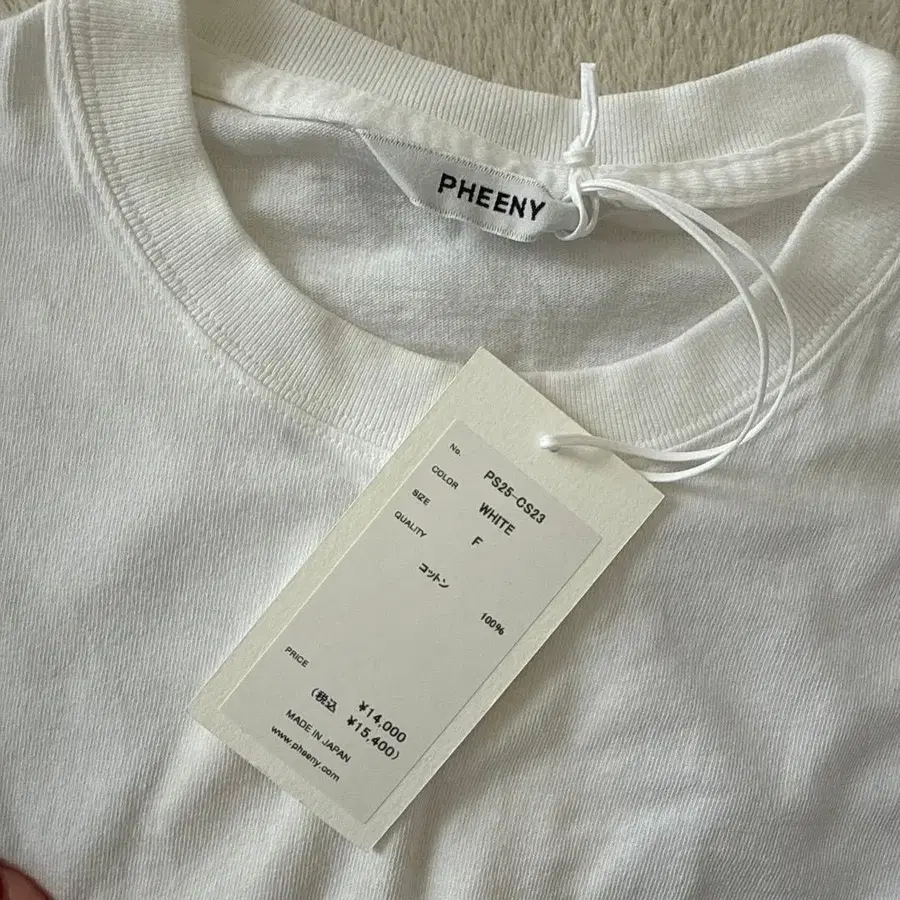 PHEENY
No. PS25-CS23
COLOR WHITE
SIZE F
QUALITY
コットン 100%
PRICE ¥14,000
(税込 ¥15,400)
MADE IN JAPAN
www.pheeny.com